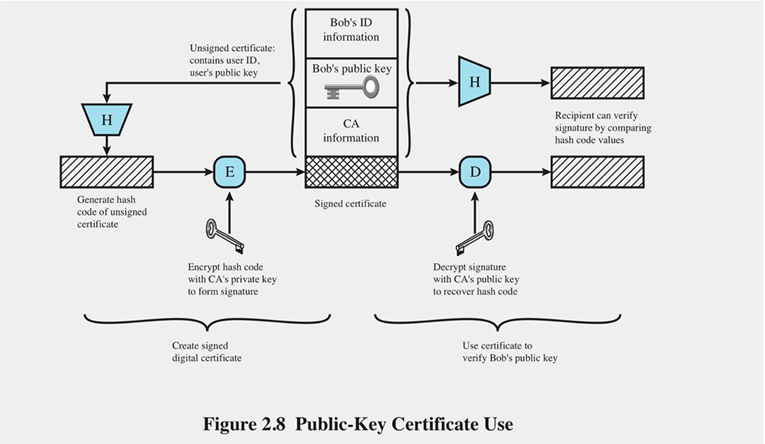 Bob's ID
information
Unsigned certificate:
contains user ID,
user's public key
Bob's public key
H
H
CA
information
Recipient can verify
signature by comparing
hash code values
E
D
Generate hash
code of unsigned
certificate
Signed certificate
Encrypt hash code
with CA's private key
to form signature
Decrypt signature
with CA's public key
to recover hash code
Create signed
digital certificate
Use certificate to
verify Bob's public key
Figure 2.8 Public-Key Certificate Use